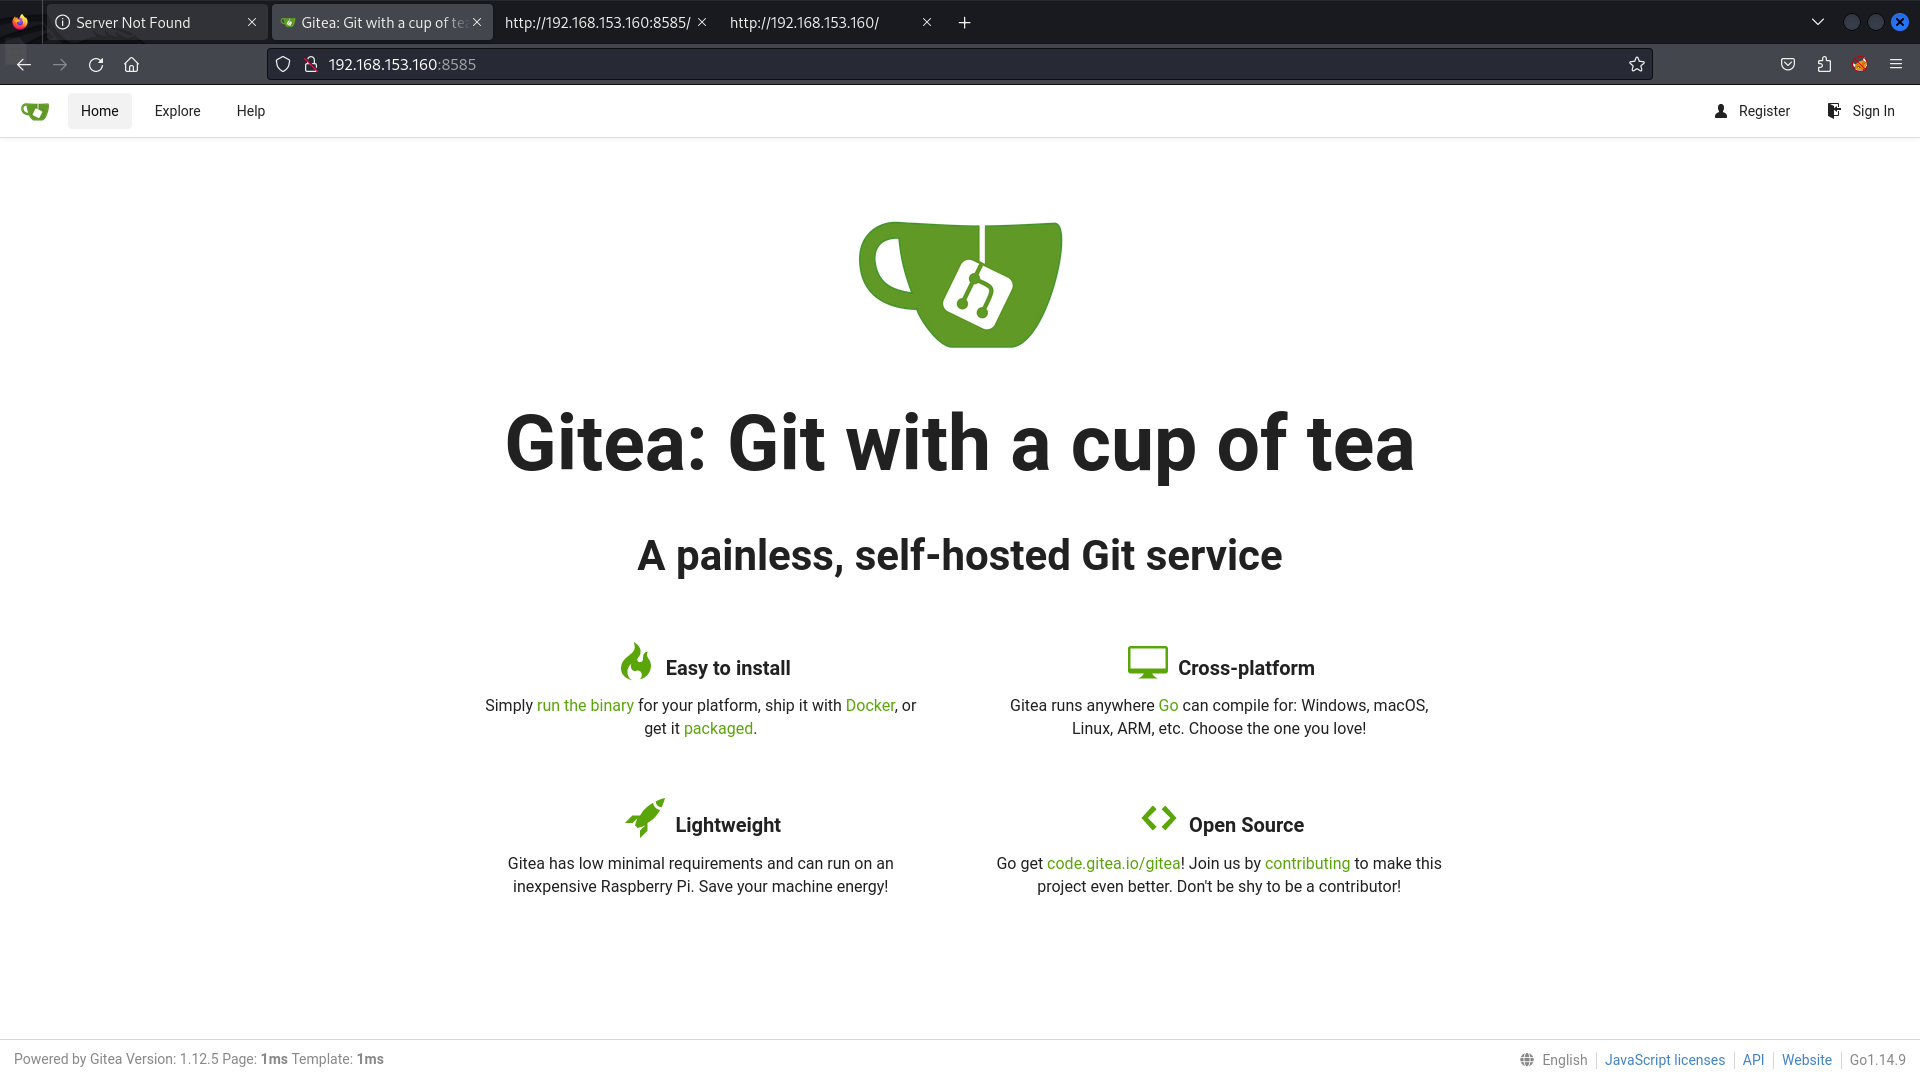 Server Not Found
Gitea: Git with a cup of te
http://192.168.153.160:8585/
http://192.168.153.160/
192.168.153.160:8585
Home Explore Help Register Sign In
Gitea: Git with a cup of tea
A painless, self-hosted Git service
Easy to install
Simply run the binary for your platform, ship it with Docker, or
get it packaged.
Cross-platform
Gitea runs anywhere Go can compile for: Windows, macOS,
Linux, ARM, etc. Choose the one you love!
Lightweight
Gitea has low minimal requirements and can run on an
inexpensive Raspberry Pi. Save your machine energy!
Open Source
Go get code.gitea.io/gitea! Join us by contributing to make this
project even better. Don't be shy to be a contributor!
Powered by Gitea Version: 1.12.5 Page: 1ms Template: 1ms
English JavaScript licenses API Website Go1.14.9